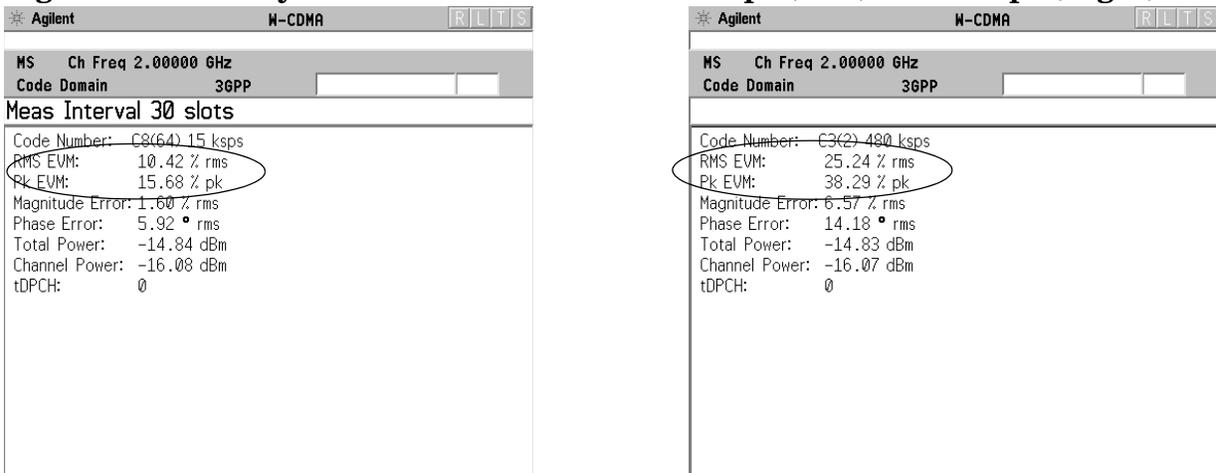 Agilent W-CDMA R L T S
MS Ch Freq 2.00000 GHz
Code Domain 3GPP
Meas Interval 30 slots
Code Number: C8(64) 15 ksps
RMS EVM: 10.42 % rms
Pk EVM: 15.68 % pk
Magnitude Error: 1.60 % rms
Phase Error: 5.92 ° rms
Total Power: -14.84 dBm
Channel Power: -16.08 dBm
tDPCH: 0
Agilent W-CDMA R L T S
MS Ch Freq 2.00000 GHz
Code Domain 3GPP
Code Number: C3(2) 480 ksps
RMS EVM: 25.24 % rms
Pk EVM: 38.29 % pk
Magnitude Error: 6.57 % rms
Phase Error: 14.18 ° rms
Total Power: -14.83 dBm
Channel Power: -16.07 dBm
tDPCH: 0